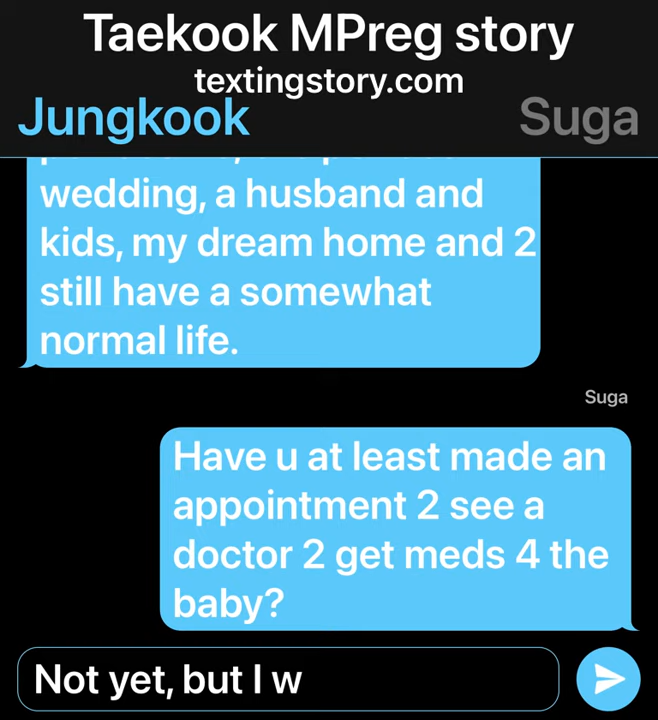 Taekook MPreg story
textingstory.com
Jungkook Suga
wedding, a husband and
kids, my dream home and 2
still have a somewhat
normal life.
Suga
Have u at least made an
appointment 2 see a
doctor 2 get meds 4 the
baby?
Not yet, but I w